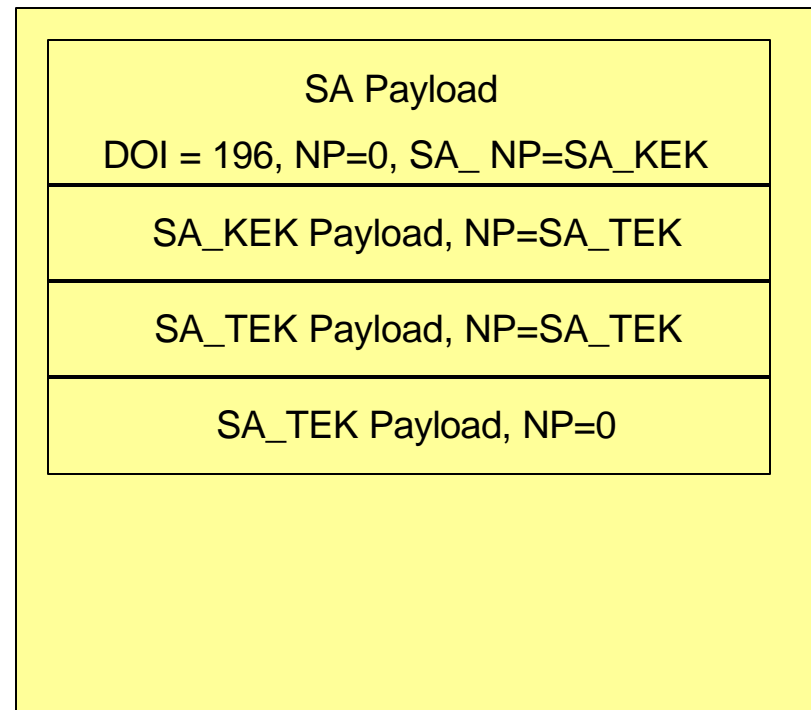 SA Payload
DOI = 196, NP=0, SA_ NP=SA_KEK
SA_KEK Payload, NP=SA_TEK
SA_TEK Payload, NP=SA_TEK
SA_TEK Payload, NP=0